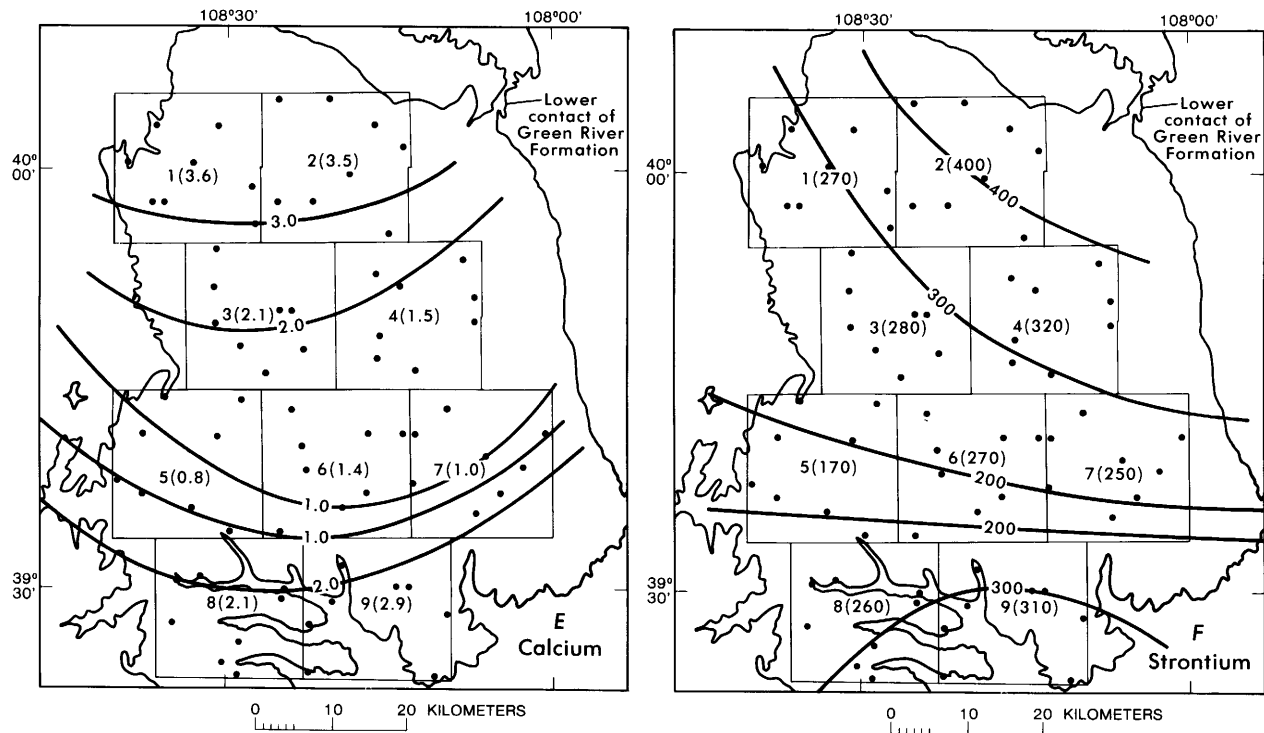 108°30' 108°00' 108°30' 108°00'
Lower
contact of
Green River
Formation
Lower
contact of
Green River
Formation
40°
00'
40°
00'
1(3.6)
2(3.5)
3.0
3(2.1)
2.0
4(1.5)
5(0.8)
6(1.4)
7(1.0)
1.0
1.0
2.0
8(2.1)
9(2.9)
39°
30'
E
Calcium
0 10 20 KILOMETERS
1(270)
2(400)
400
300
3(280)
4(320)
5(170)
6(270)
7(250)
200
200
300
8(260)
9(310)
39°
30'
F
Strontium
0 10 20 KILOMETERS